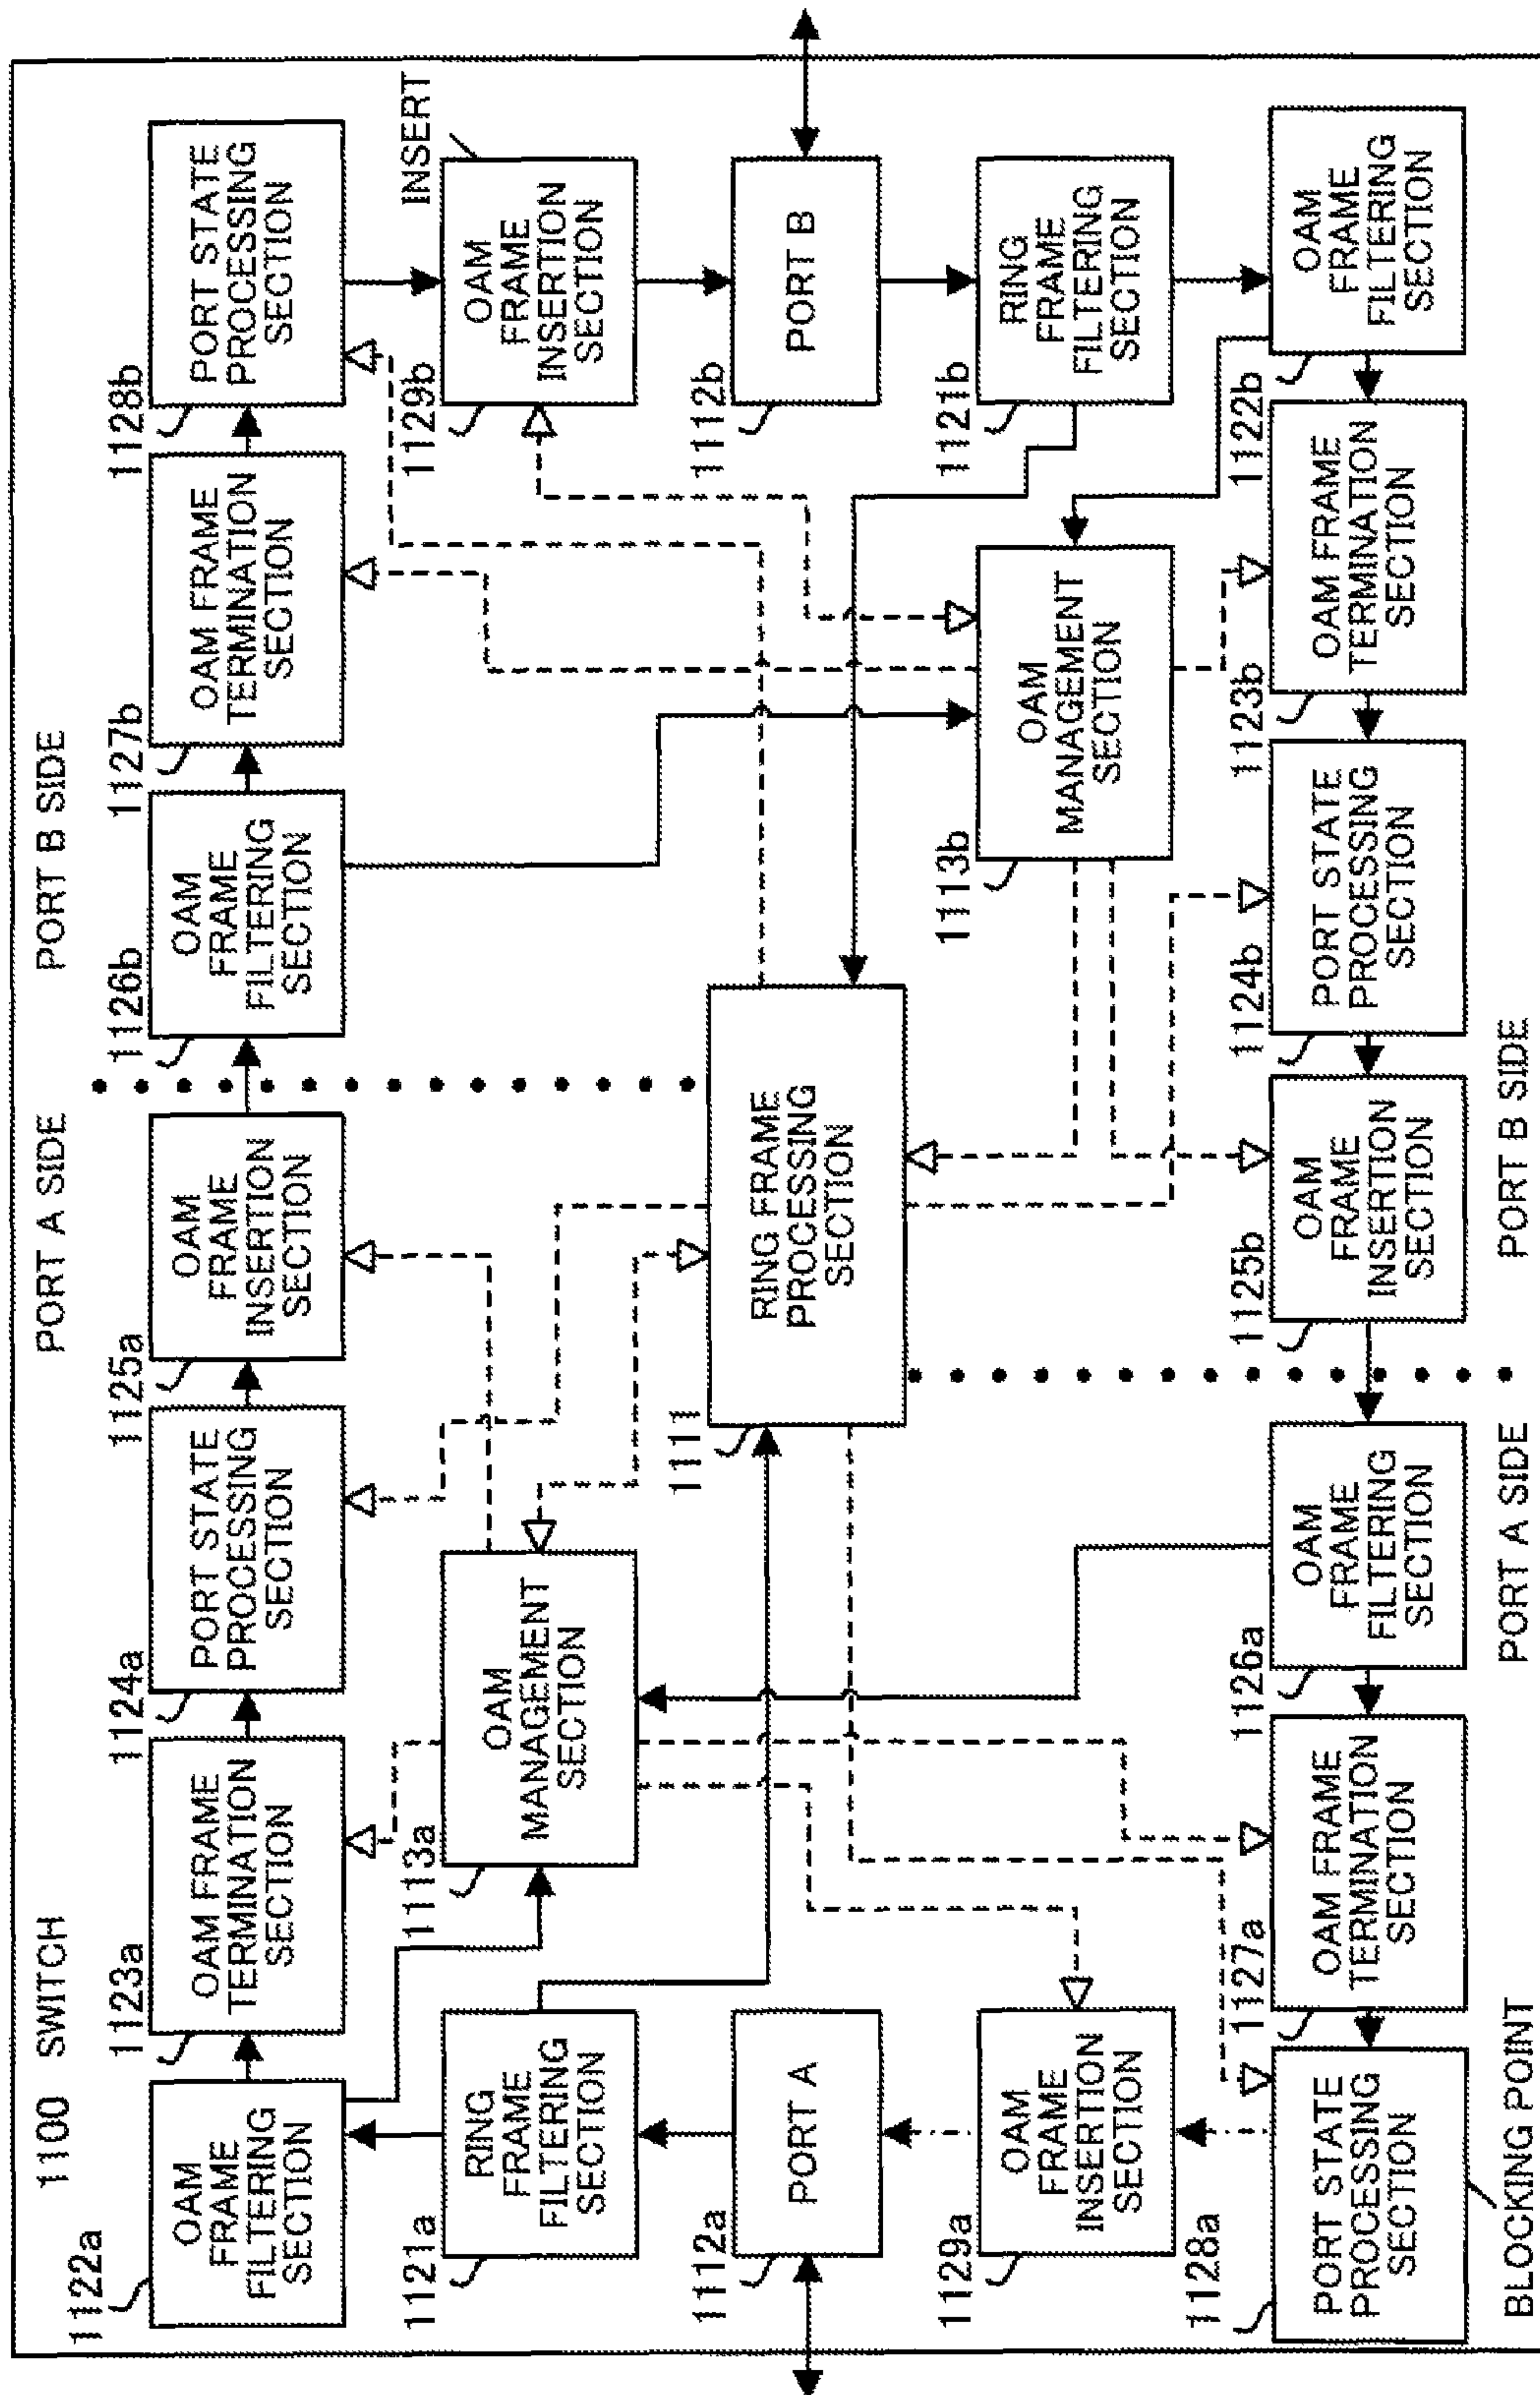 1100 SWITCH
PORT A SIDE
PORT B SIDE
1122a
OAM
FRAME
FILTERING
SECTION
1123a
OAM FRAME
TERMINATION
SECTION
1124a
PORT STATE
PROCESSING
SECTION
1125a
OAM
FRAME
INSERTION
SECTION
1126b
OAM
FRAME
FILTERING
SECTION
1127b
OAM FRAME
TERMINATION
SECTION
1128b
PORT STATE
PROCESSING
SECTION
1121a
RING
FRAME
FILTERING
SECTION
1113a
OAM
MANAGEMENT
SECTION
1129b
OAM
FRAME
INSERTION
SECTION
INSERT
1112a
PORT A
1111
RING FRAME
PROCESSING
SECTION
1112b
PORT B
1129a
OAM
FRAME
INSERTION
SECTION
1113b
OAM
MANAGEMENT
SECTION
1121b
RING
FRAME
FILTERING
SECTION
1128a
PORT STATE
PROCESSING
SECTION
1127a
OAM FRAME
TERMINATION
SECTION
1126a
OAM
FRAME
FILTERING
SECTION
1125b
OAM
FRAME
INSERTION
SECTION
1124b
PORT STATE
PROCESSING
SECTION
1123b
OAM FRAME
TERMINATION
SECTION
1122b
OAM
FRAME
FILTERING
SECTION
BLOCKING POINT
PORT A SIDE
PORT B SIDE